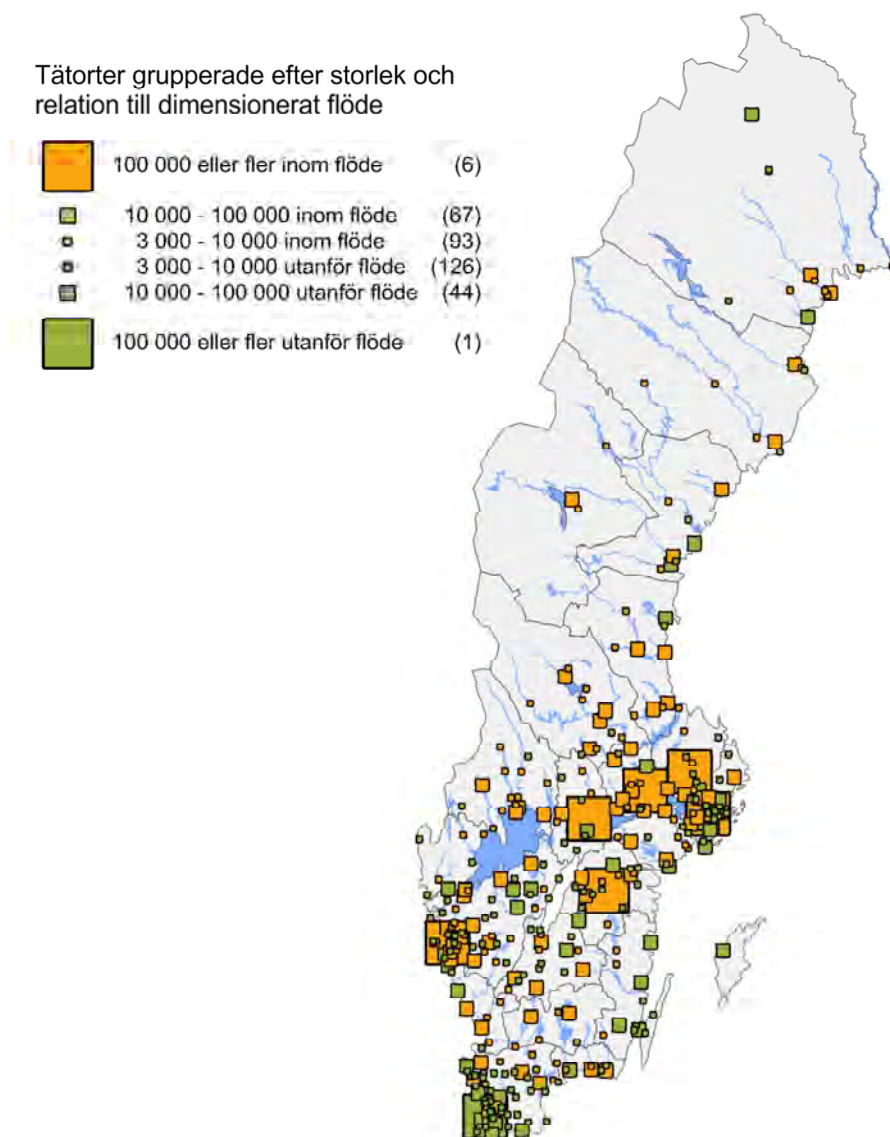 Tätorter grupperade efter storlek och
relation till dimensionerat flöde
100 000 eller fler inom flöde (6)
10 000 - 100 000 inom flöde (67)
3 000 - 10 000 inom flöde (93)
3 000 - 10 000 utanför flöde (126)
10 000 - 100 000 utanför flöde (44)
100 000 eller fler utanför flöde (1)